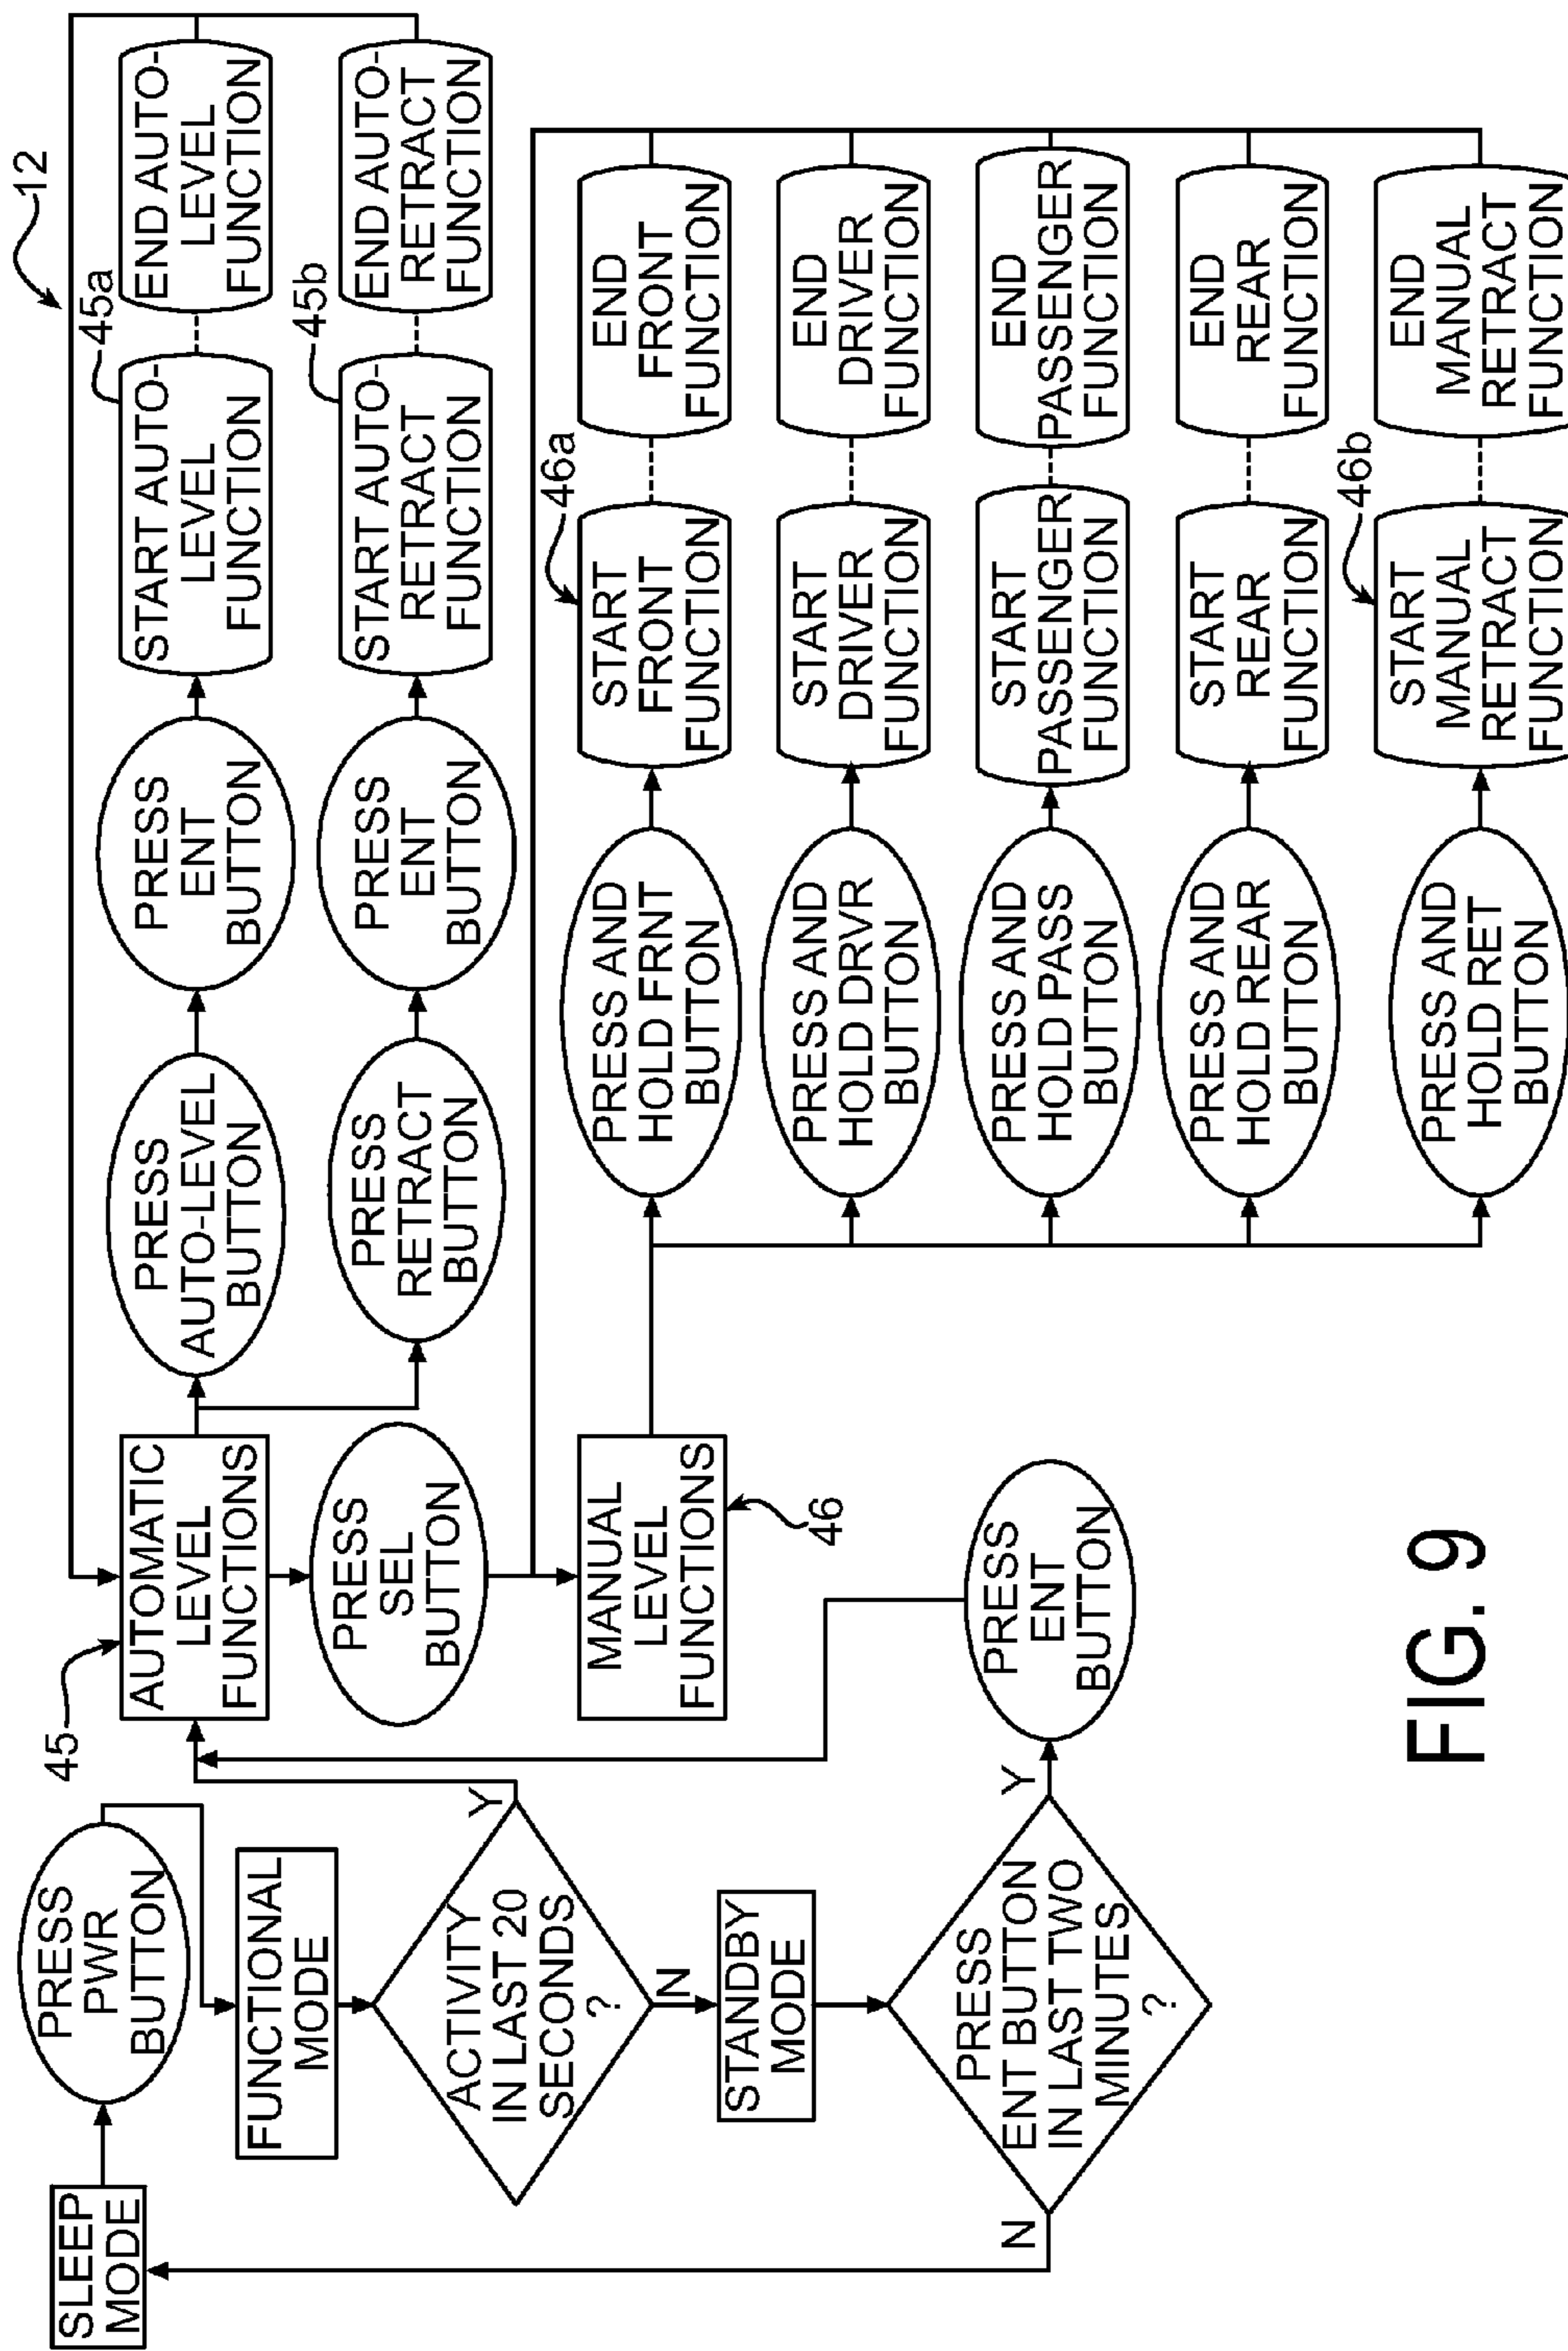 12
SLEEP
MODE
PRESS
PWR
BUTTON
FUNCTIONAL
MODE
ACTIVITY
IN LAST 20
SECONDS
?
Y
N
STANDBY
MODE
PRESS
ENT BUTTON
IN LAST TWO
MINUTES
?
Y
N
PRESS
ENT
BUTTON
45
AUTOMATIC
LEVEL
FUNCTIONS
PRESS
SEL
BUTTON
MANUAL
LEVEL
FUNCTIONS
46
PRESS
AUTO-LEVEL
BUTTON
PRESS
ENT
BUTTON
45a
START AUTO-
LEVEL
FUNCTION
END AUTO-
LEVEL
FUNCTION
PRESS
RETRACT
BUTTON
PRESS
ENT
BUTTON
45b
START AUTO-
RETRACT
FUNCTION
END AUTO-
RETRACT
FUNCTION
PRESS AND
HOLD FRNT
BUTTON
46a
START
FRONT
FUNCTION
END
FRONT
FUNCTION
PRESS AND
HOLD DRVR
BUTTON
START
DRIVER
FUNCTION
END
DRIVER
FUNCTION
PRESS AND
HOLD PASS
BUTTON
START
PASSENGER
FUNCTION
END
PASSENGER
FUNCTION
PRESS AND
HOLD REAR
BUTTON
START
REAR
FUNCTION
END
REAR
FUNCTION
PRESS AND
HOLD RET
BUTTON
46b
START
MANUAL
RETRACT
FUNCTION
END
MANUAL
RETRACT
FUNCTION
FIG. 9